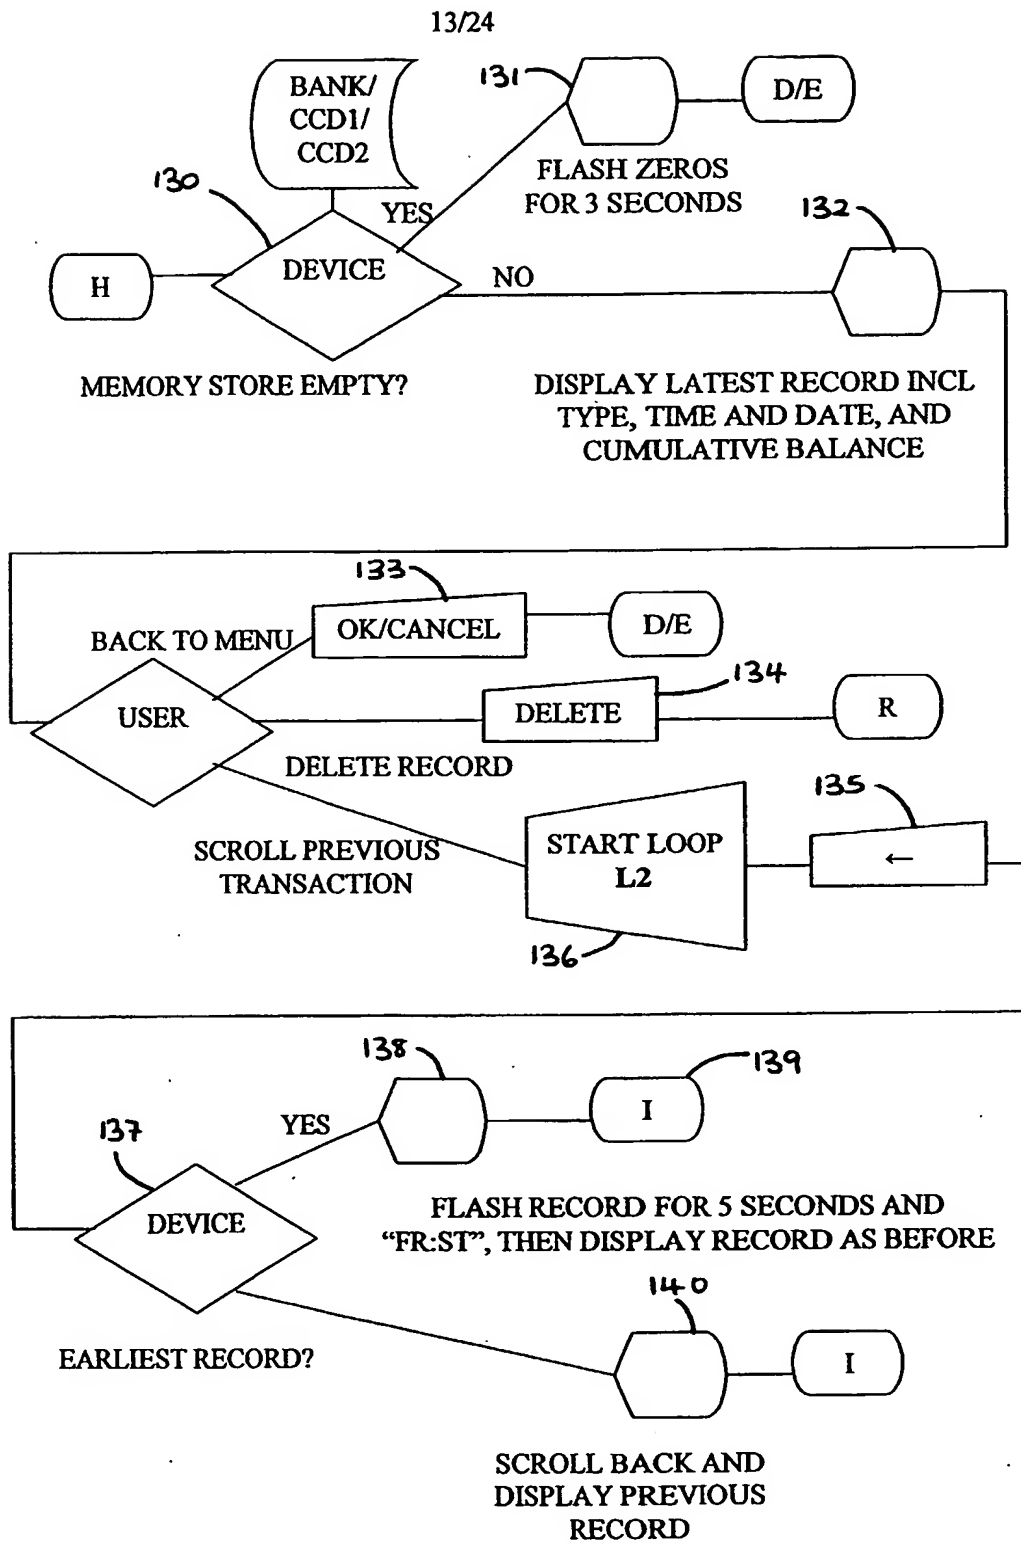 13/24
BANK/
CCD1/
CCD2
131
D/E
FLASH ZEROS
FOR 3 SECONDS
130
YES
132
H
DEVICE
NO
MEMORY STORE EMPTY?
DISPLAY LATEST RECORD INCL
TYPE, TIME AND DATE, AND
CUMULATIVE BALANCE
133
BACK TO MENU
OK/CANCEL
D/E
134
USER
DELETE
R
DELETE RECORD
135
SCROLL PREVIOUS
TRANSACTION
START LOOP
L2
←
136
138
139
137
YES
I
DEVICE
FLASH RECORD FOR 5 SECONDS AND
“FR:ST”, THEN DISPLAY RECORD AS BEFORE
140
EARLIEST RECORD?
I
SCROLL BACK AND
DISPLAY PREVIOUS
RECORD